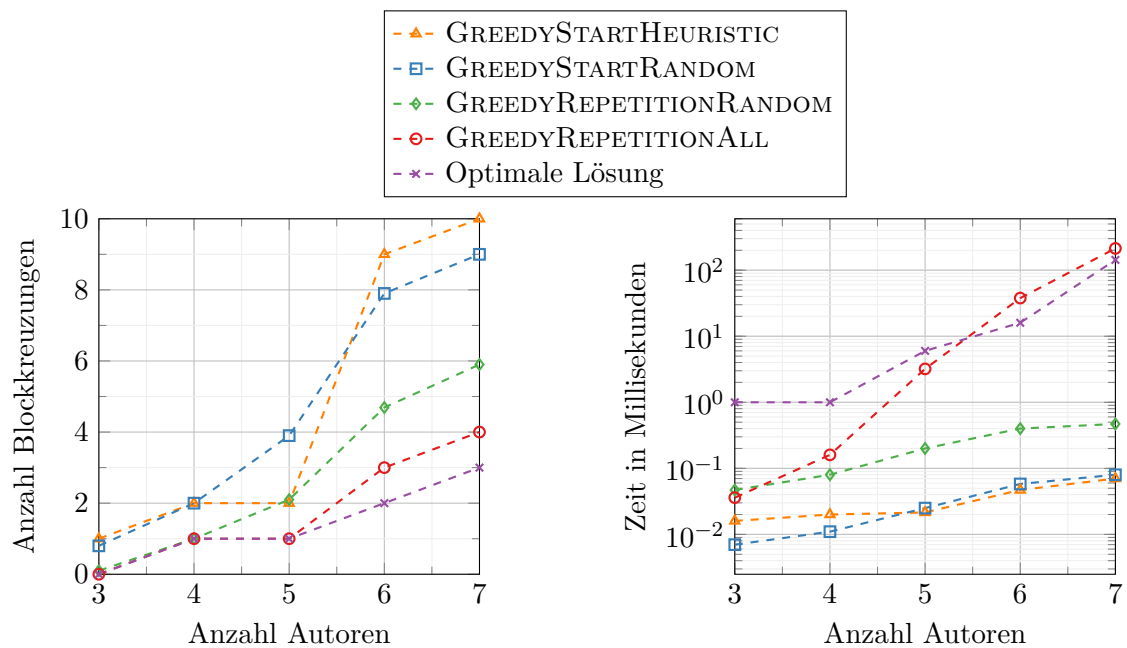 GREEDYSTARTHEURISTIC
GREEDYSTARTRANDOM
GREEDYREPETITIONRANDOM
GREEDYREPETITIONALL
Optimale Lösung
Anzahl Blockkreuzungen
10
8
6
4
2
0
3 4 5 6 7
Anzahl Autoren
Zeit in Millisekunden
10^2
10^1
10^0
10^-1
10^-2
3 4 5 6 7
Anzahl Autoren